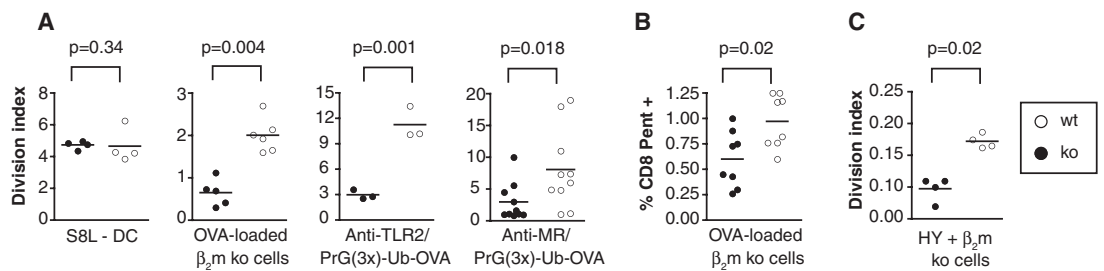 A
B
C
p=0.34
p=0.004
p=0.001
p=0.018
p=0.02
p=0.02
Division index
8
6
4
2
0
S8L - DC
3
2
1
0
OVA-loaded
β2m ko cells
15
12
9
6
3
0
Anti-TLR2/
PrG(3x)-Ub-OVA
20
15
10
5
0
Anti-MR/
PrG(3x)-Ub-OVA
% CD8 Pent +
1.25
1.00
0.75
0.50
0.25
0.00
OVA-loaded
β2m ko cells
Division index
0.25
0.20
0.15
0.10
0.05
0.00
HY + β2m
ko cells
wt
ko